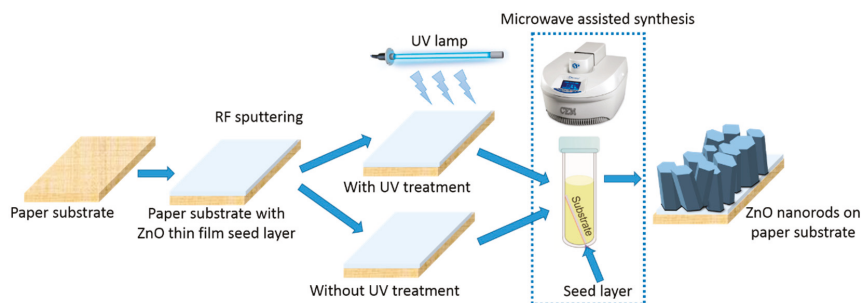 Microwave assisted synthesis
UV lamp
RF sputtering
CEM
Paper substrate
Paper substrate with
ZnO thin film seed layer
With UV treatment
Without UV treatment
Substrate
Seed layer
ZnO nanorods on
paper substrate